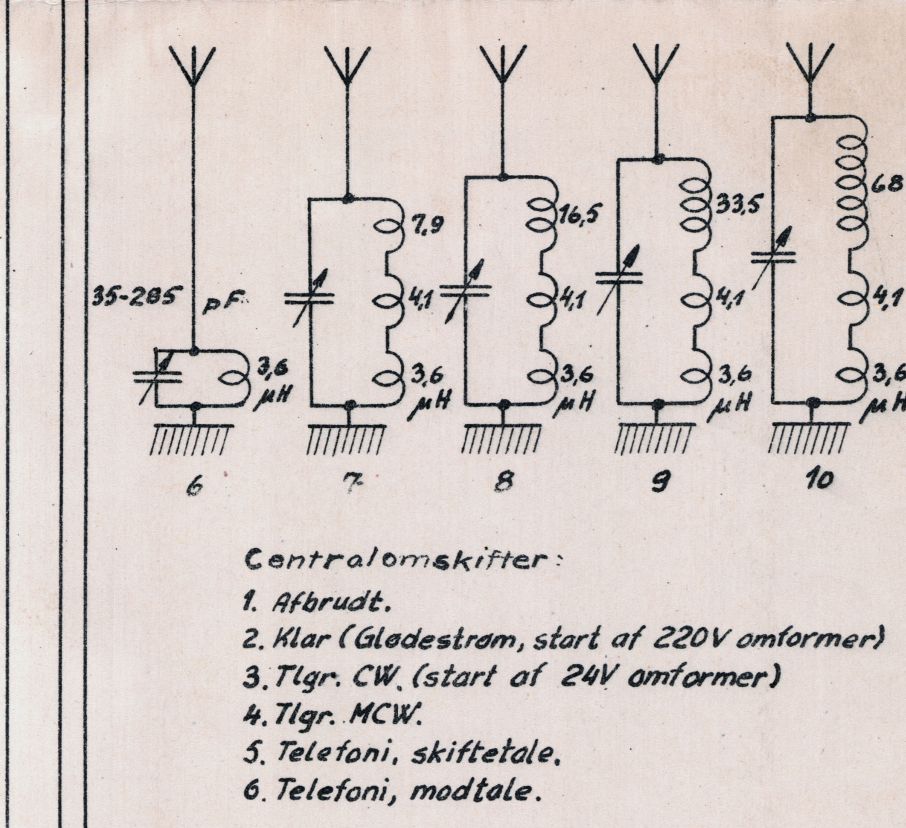 68
7,9 16,5 33,5
35-285 pF 4,1 4,1 4,1 4,1
3,6 3,6 3,6 3,6 3,6
µH µH µH µH µH
6 7 8 9 10
Centralomskifter:
1. Afbrudt.
2. Klar (Glødestrøm, start af 220V omformer)
3. Tlgr. CW. (start af 24V omformer)
4. Tlgr. MCW.
5. Telefoni, skiftetale.
6. Telefoni, modtale.